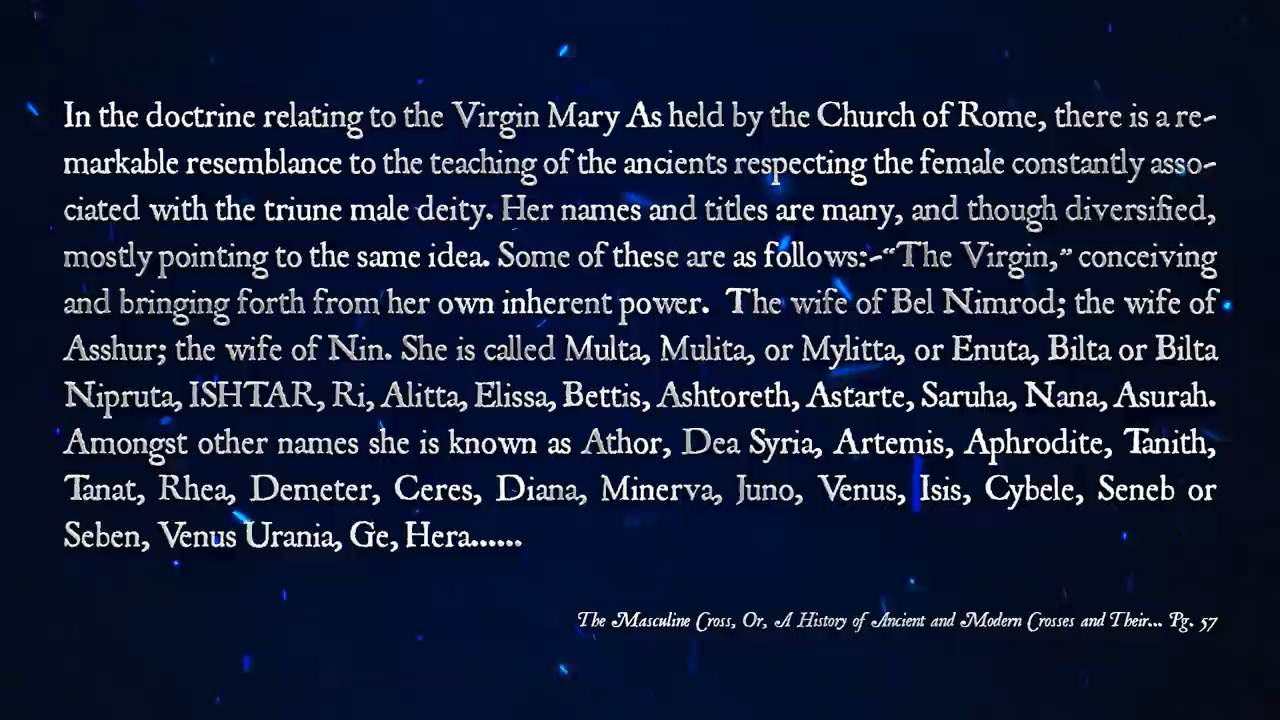 In the doctrine relating to the Virgin Mary As held by the Church of Rome, there is a re-
markable resemblance to the teaching of the ancients respecting the female constantly asso-
ciated with the triune male deity. Her names and titles are many, and though diversified,
mostly pointing to the same idea. Some of these are as follows:-“The Virgin,” conceiving
and bringing forth from her own inherent power. The wife of Bel Nimrod; the wife of
Asshur; the wife of Nin. She is called Multa, Mulita, or Mylitta, or Enuta, Bilta or Bilta
Nipruta, ISHTAR, Ri, Alitta, Elissa, Bettis, Ashtoreth, Astarte, Saruha, Nana, Asurah.
Amongst other names she is known as Athor, Dea Syria, Artemis, Aphrodite, Tanith,
Tanat, Rhea, Demeter, Ceres, Diana, Minerva, Juno, Venus, Isis, Cybele, Seneb or
Seben, Venus Urania, Ge, Hera......
The Masculine Cross, Or, A History of Ancient and Modern Crosses and Their... Pg. 57